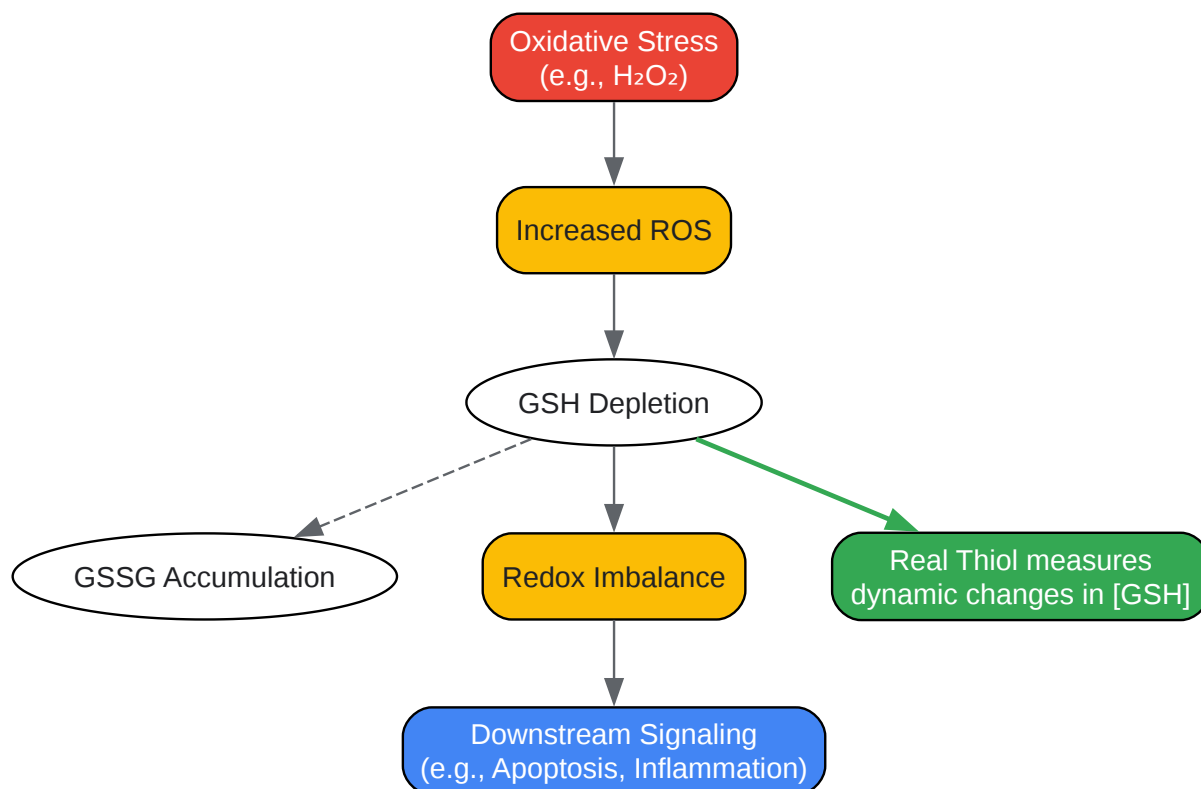 Oxidative Stress
(e.g., H₂O₂)
Increased ROS
GSH Depletion
GSSG Accumulation
Redox Imbalance
Real Thiol measures
dynamic changes in [GSH]
Downstream Signaling
(e.g., Apoptosis, Inflammation)